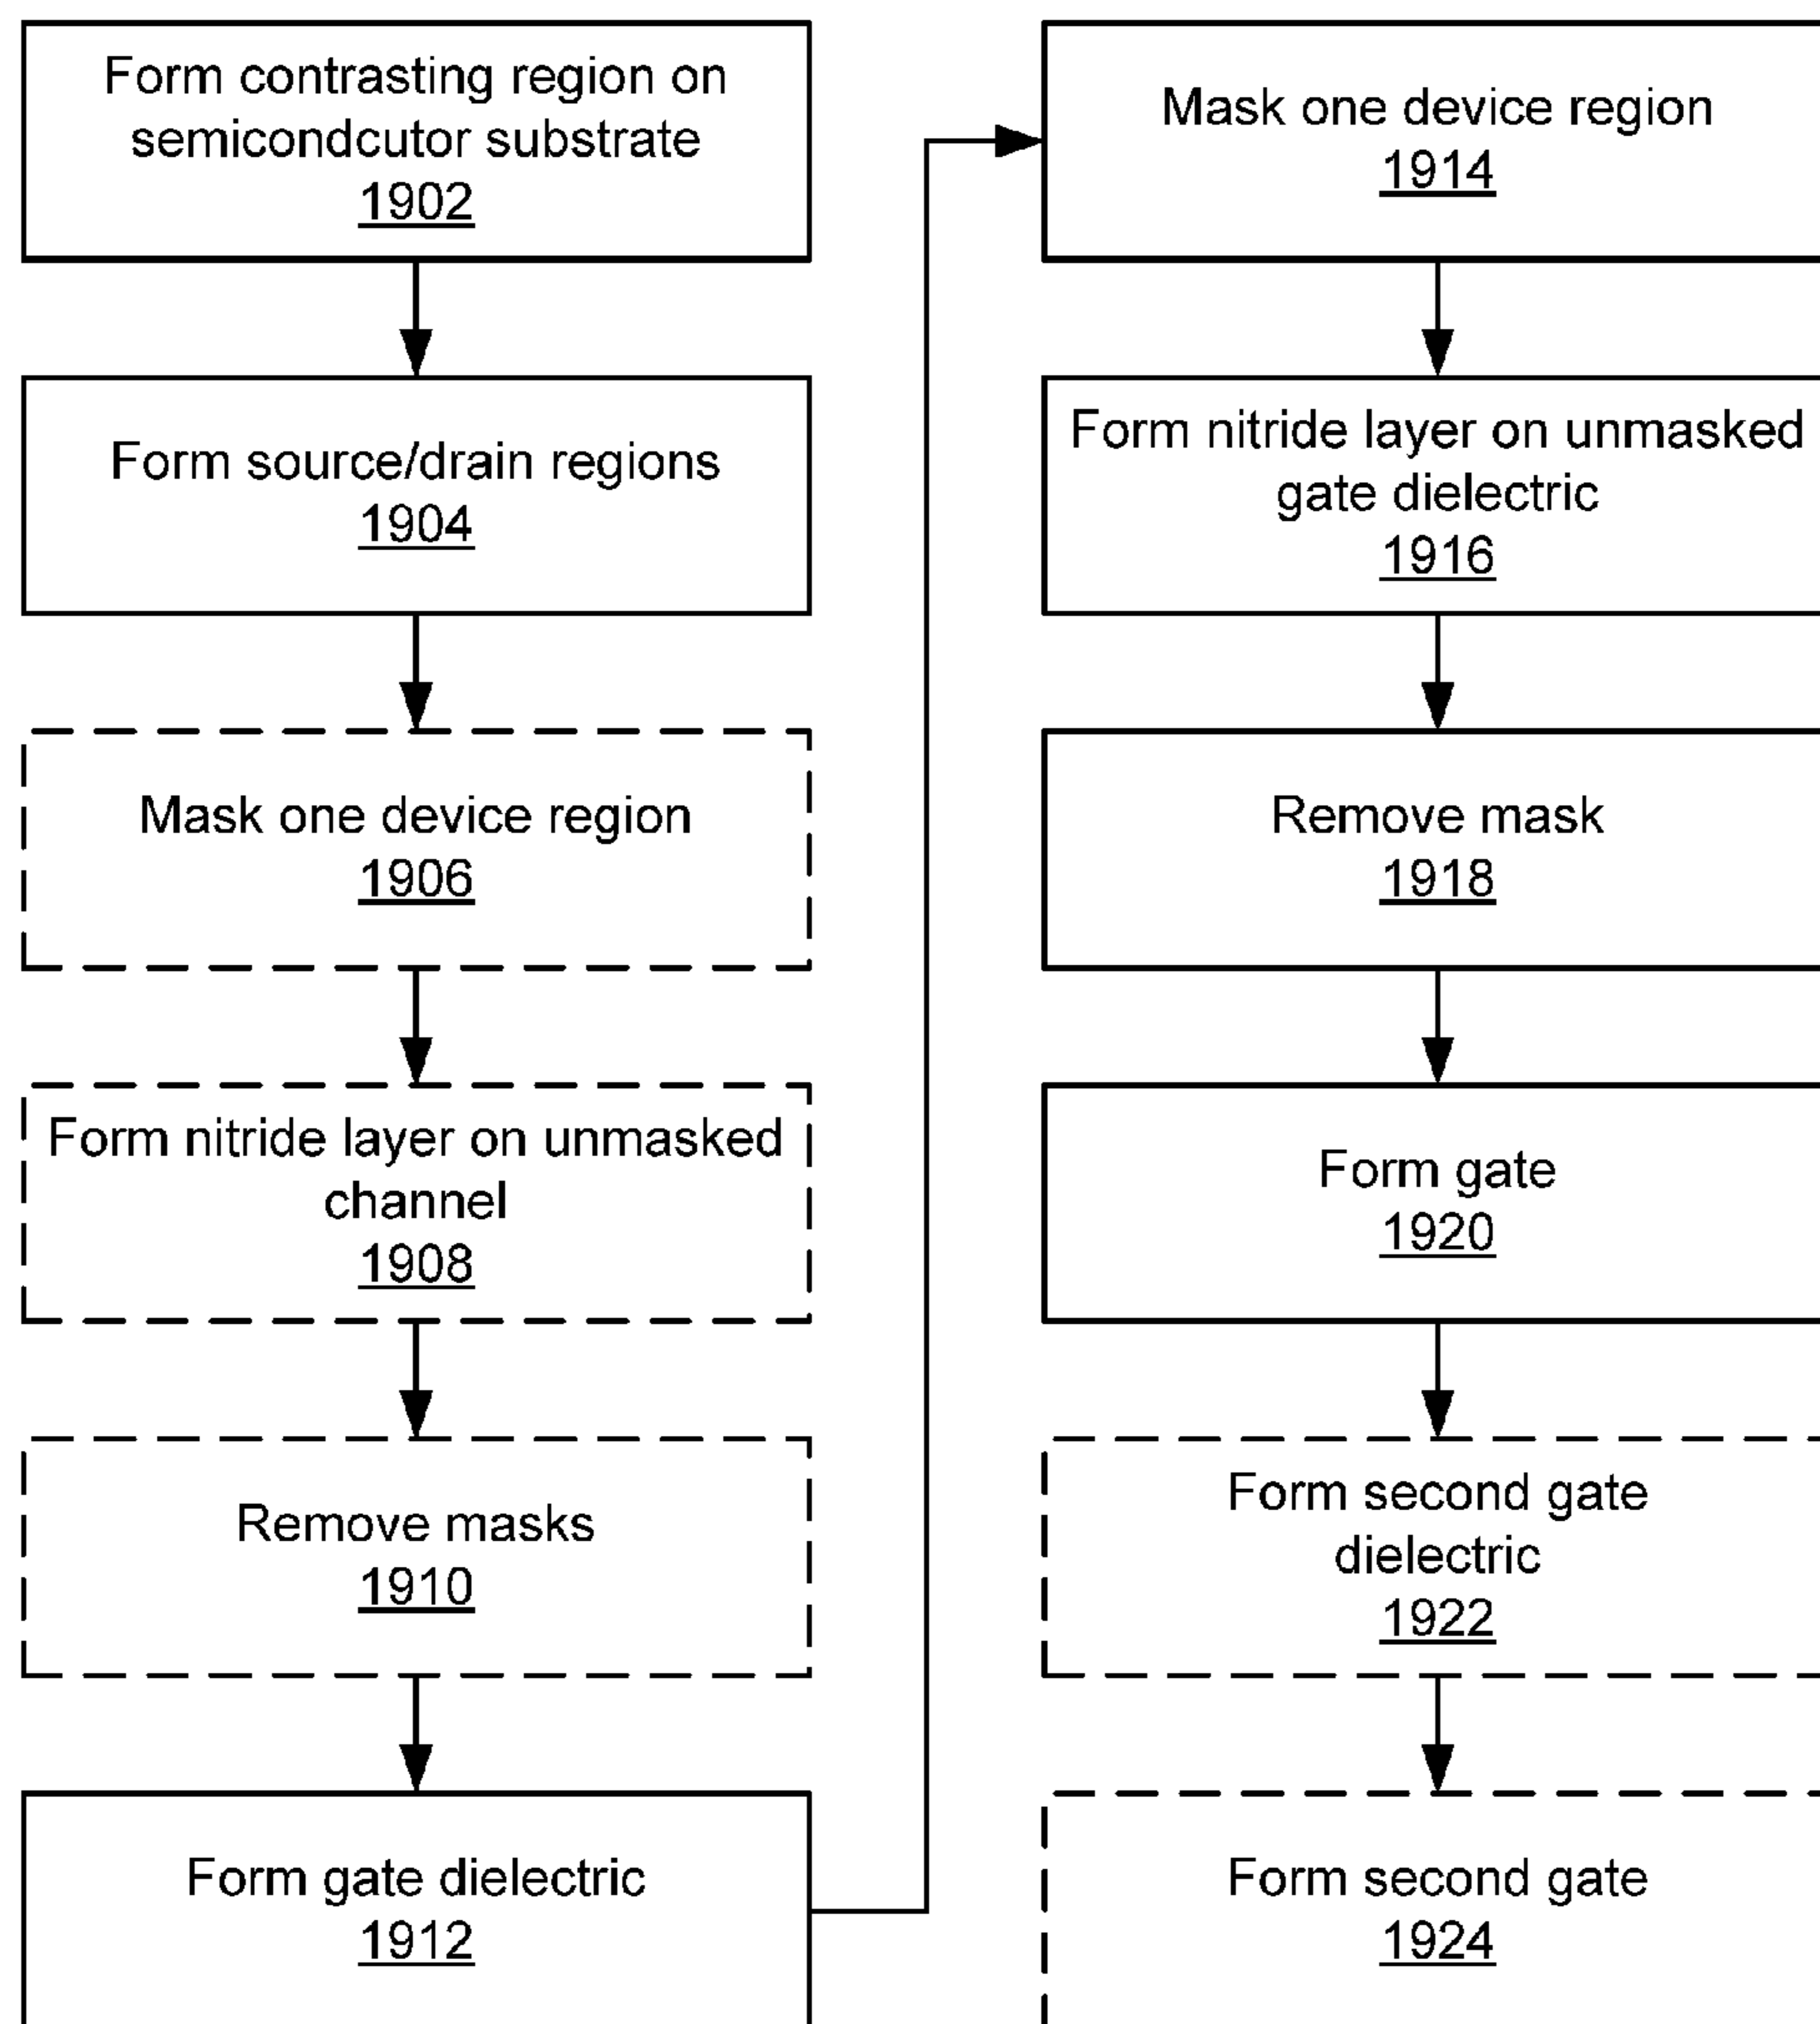 Form contrasting region on
semicondcutor substrate
1902
Form source/drain regions
1904
Mask one device region
1906
Form nitride layer on unmasked
channel
1908
Remove masks
1910
Form gate dielectric
1912
Mask one device region
1914
Form nitride layer on unmasked
gate dielectric
1916
Remove mask
1918
Form gate
1920
Form second gate
dielectric
1922
Form second gate
1924